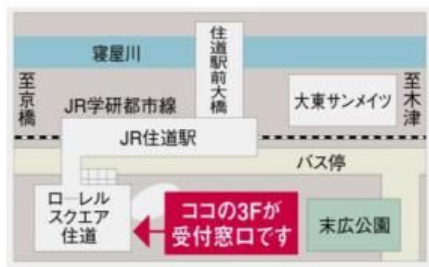 寝屋川
住道駅前大橋
至京橋
JR学研都市線
大東サンメイツ
至木津
JR住道駅
バス停
ローレル
スクエア
住道
ココの3Fが
受付窓口です
末広公園